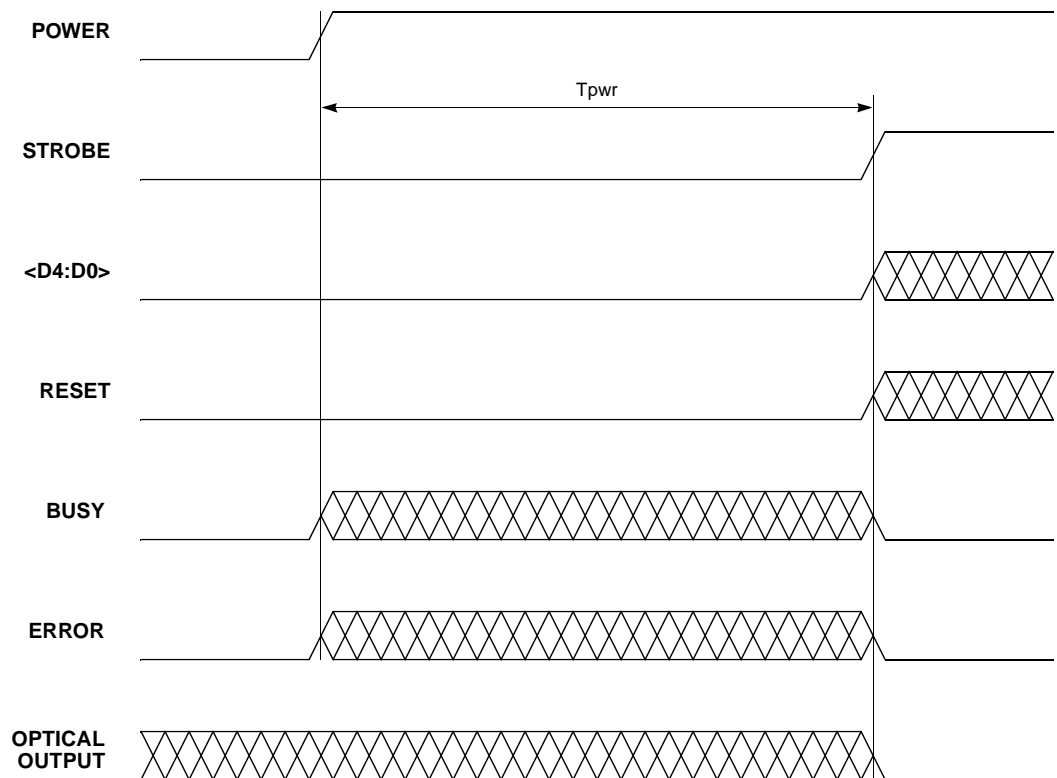 POWER
Tpwr
STROBE
<D4:D0>
RESET
BUSY
ERROR
OPTICAL
OUTPUT